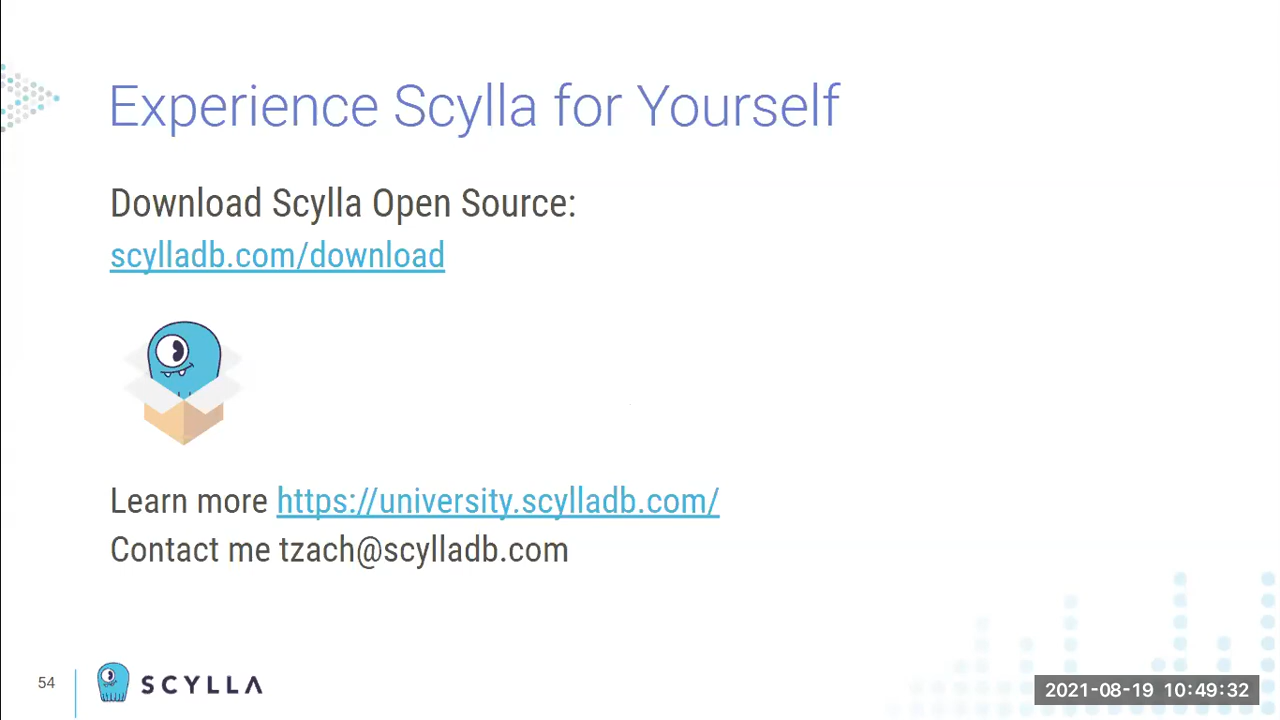 Experience Scylla for Yourself
Download Scylla Open Source:
scylladb.com/download
Learn more https://university.scylladb.com/
Contact me tzach@scylladb.com
54
SCYLLA
2021-08-19 10:49:32